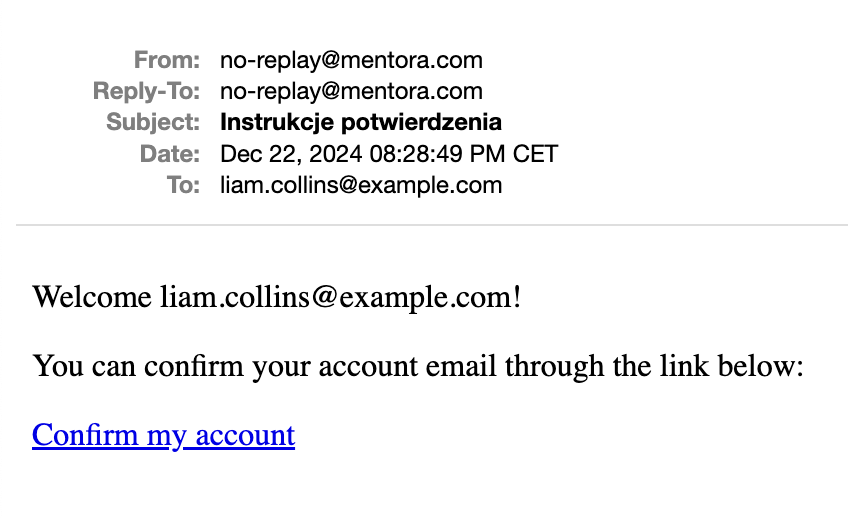 From: no-replay@mentora.com
Reply-To: no-replay@mentora.com
Subject: Instrukcje potwierdzenia
Date: Dec 22, 2024 08:28:49 PM CET
To: liam.collins@example.com
Welcome liam.collins@example.com!
You can confirm your account email through the link below:
Confirm my account